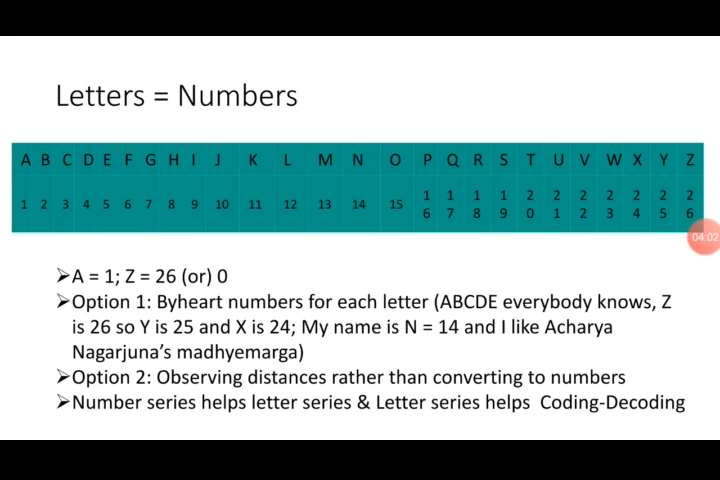 Letters = Numbers
A B C D E F G H I J K L M N O P Q R S T U V W X Y Z
1 2 3 4 5 6 7 8 9 10 11 12 13 14 15 16 17 18 19 20 21 22 23 24 25 26
04:02
➢A = 1; Z = 26 (or) 0
➢Option 1: Byheart numbers for each letter (ABCDE everybody knows, Z
is 26 so Y is 25 and X is 24; My name is N = 14 and I like Acharya
Nagarjuna’s madhyemarga)
➢Option 2: Observing distances rather than converting to numbers
➢Number series helps letter series & Letter series helps Coding-Decoding